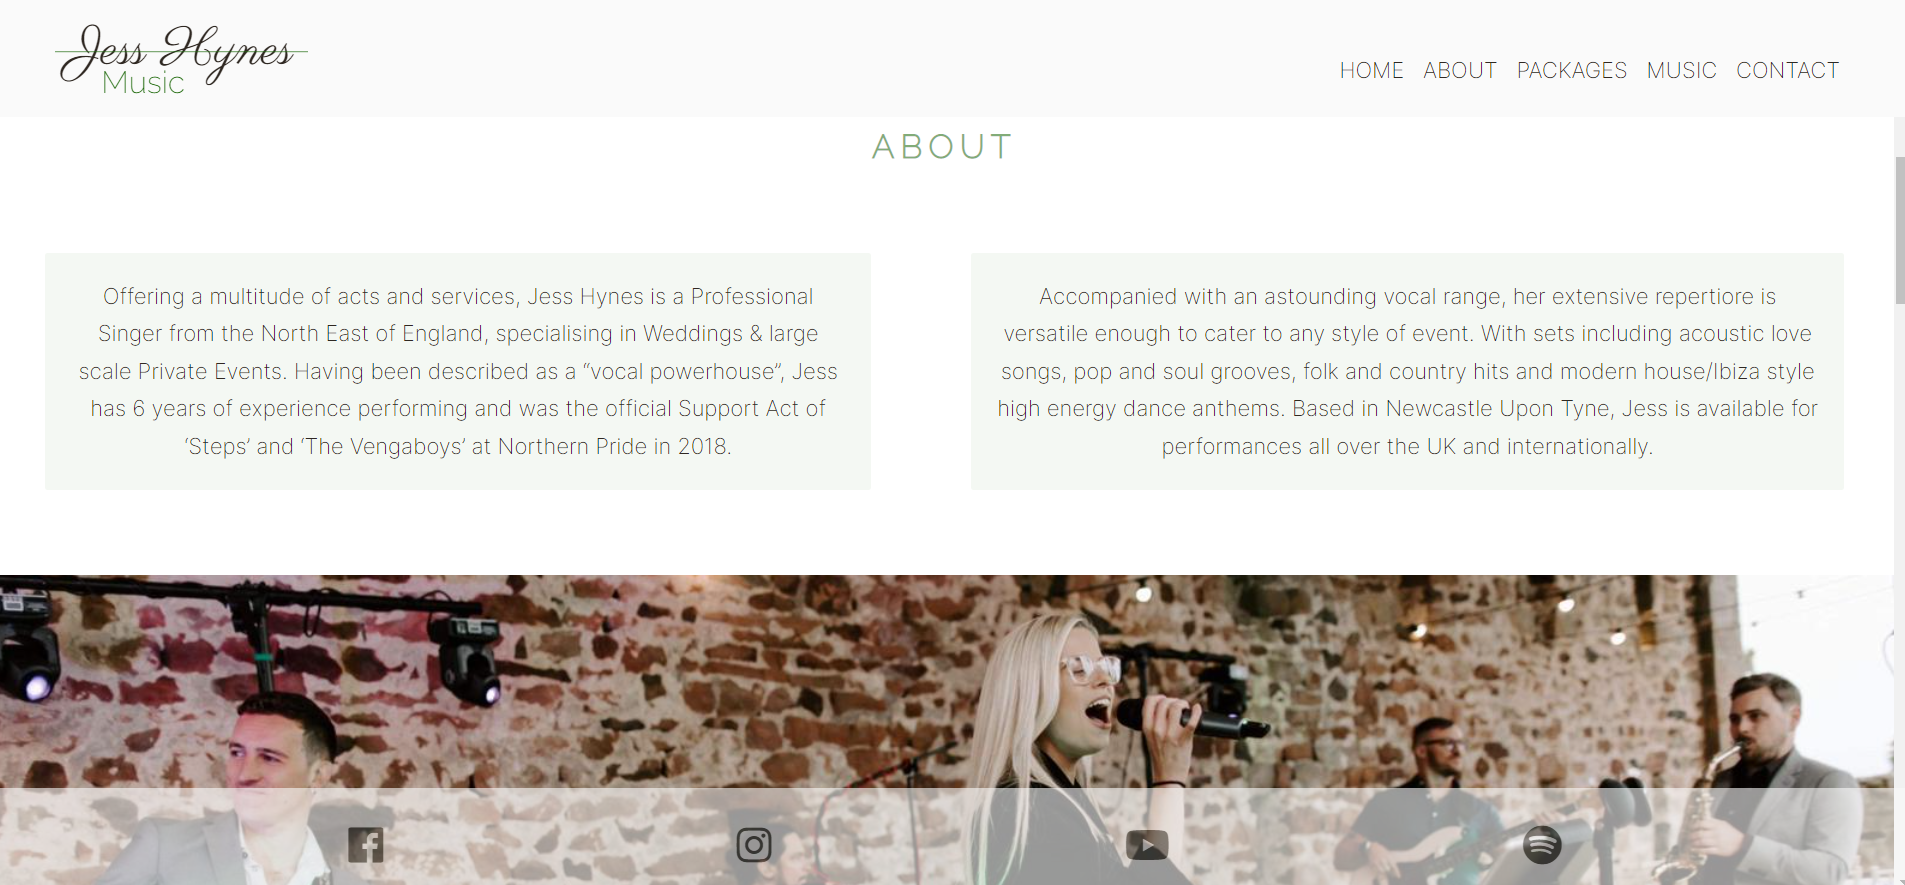 Jess Hynes
Music
HOME ABOUT PACKAGES MUSIC CONTACT
ABOUT
Offering a multitude of acts and services, Jess Hynes is a Professional
Singer from the North East of England, specialising in Weddings & large
scale Private Events. Having been described as a “vocal powerhouse”, Jess
has 6 years of experience performing and was the official Support Act of
‘Steps’ and ‘The Vengaboys’ at Northern Pride in 2018.
Accompanied with an astounding vocal range, her extensive repertiore is
versatile enough to cater to any style of event. With sets including acoustic love
songs, pop and soul grooves, folk and country hits and modern house/Ibiza style
high energy dance anthems. Based in Newcastle Upon Tyne, Jess is available for
performances all over the UK and internationally.